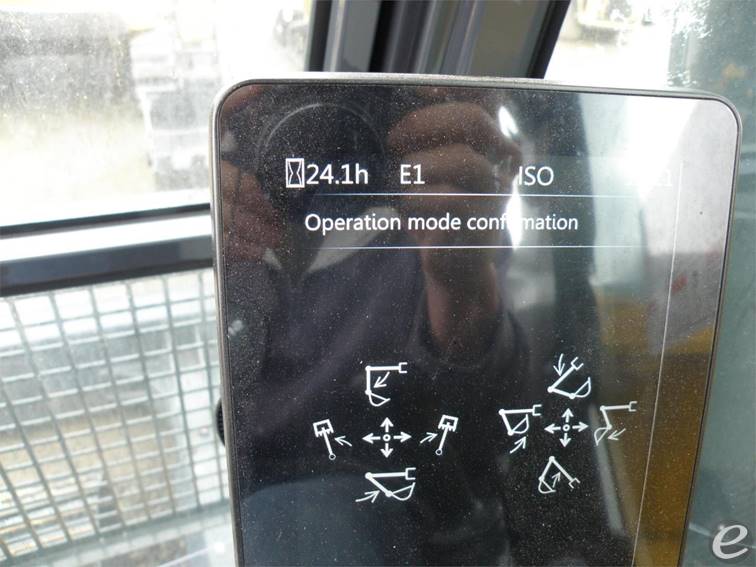 24.1h E1 ISO
Operation mode confirmation
e